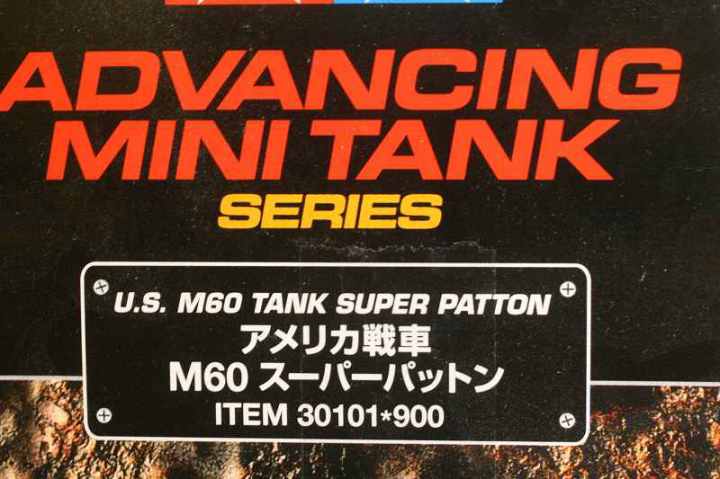 ADVANCING
MINI TANK
SERIES
U.S. M60 TANK SUPER PATTON
アメリカ戦車
M60 スーパーパットン
ITEM 30101*900